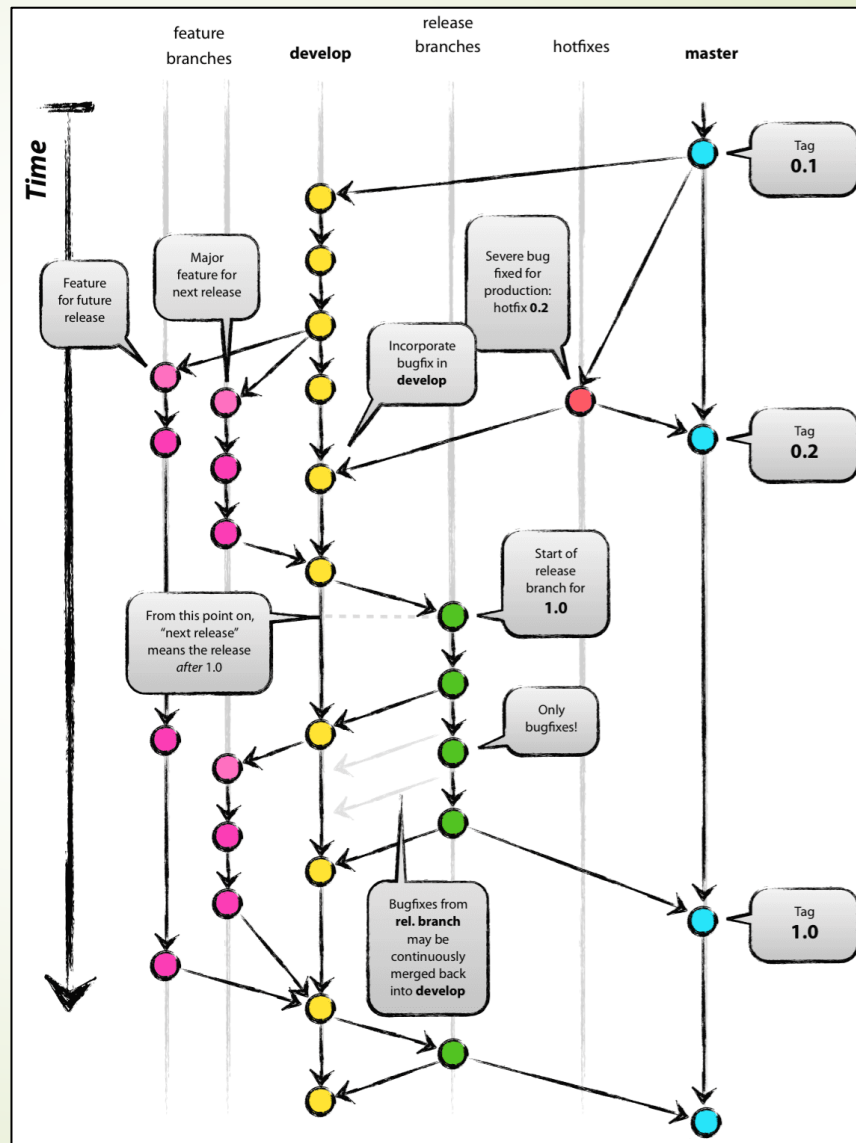 feature
branches
develop
release
branches
hotfixes
master
Time
Tag
0.1
Major
feature for
next release
Severe bug
fixed for
production:
hotfix 0.2
Feature
for future
release
Incorporate
bugfix in
develop
Tag
0.2
Start of
release
branch for
1.0
From this point on,
“next release”
means the release
after 1.0
Only
bugfixes!
Bugfixes from
rel. branch
may be
continuously
merged back
into develop
Tag
1.0